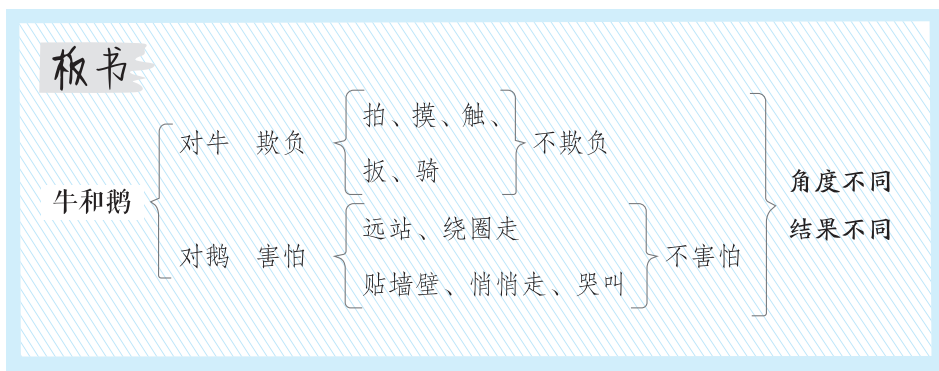 板书
牛和鹅
对牛 欺负
拍、摸、触、
扳、骑
不欺负
对鹅 害怕
远站、绕圈走
贴墙壁、悄悄走、哭叫
不害怕
角度不同
结果不同